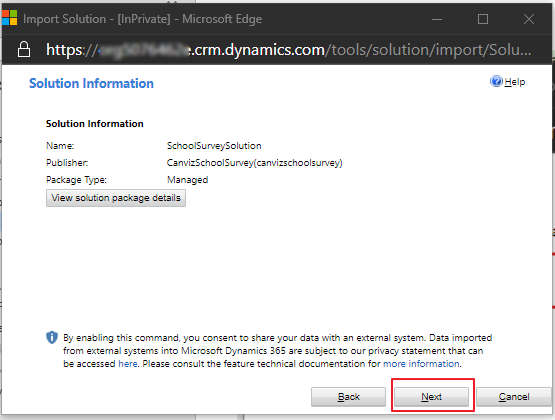 Import Solution - [InPrivate] - Microsoft Edge
https://.crm.dynamics.com/tools/solution/import/Solu...
Solution Information
Help
Solution Information
Name: SchoolSurveySolution
Publisher: CanvizSchoolSurvey(canvizschoolsurvey)
Package Type: Managed
View solution package details
By enabling this command, you consent to share your data with an external system. Data imported
from external systems into Microsoft Dynamics 365 are subject to our privacy statement that can
be accessed here. Please consult the feature technical documentation for more information.
Back Next Cancel